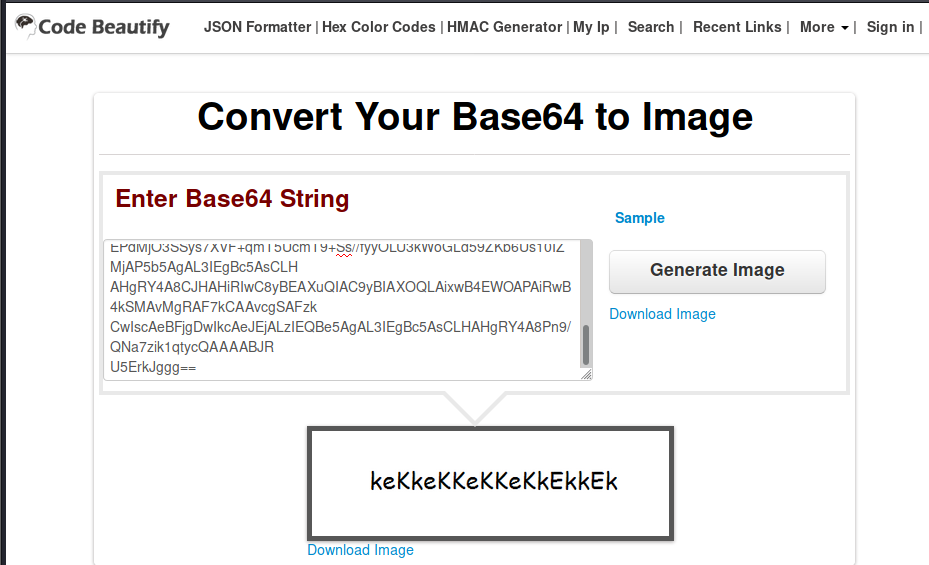 Code Beautify
JSON Formatter | Hex Color Codes | HMAC Generator | My Ip | Search | Recent Links | More | Sign in |
Convert Your Base64 to Image
Enter Base64 String
MjAP5b5AgAL3IEgBc5AsCLH
AHgRY4A8CJHAHiRIwC8yBEAXuQIAC9yBIAXOQLAixwB4EWOAPAiRwB
4kSMAvMgRAF7kCAAvcgSAFzk
CwIscAeBFjgDwIkcAeJEjALzIEQBe5AgAL3IEgBc5AsCLHAHgRY4A8Pn9/
QNa7zik1qtycQAAAABJR
U5ErkJggg==
Sample
Generate Image
Download Image
keKkeKKeKKeKkEkkEk
Download Image